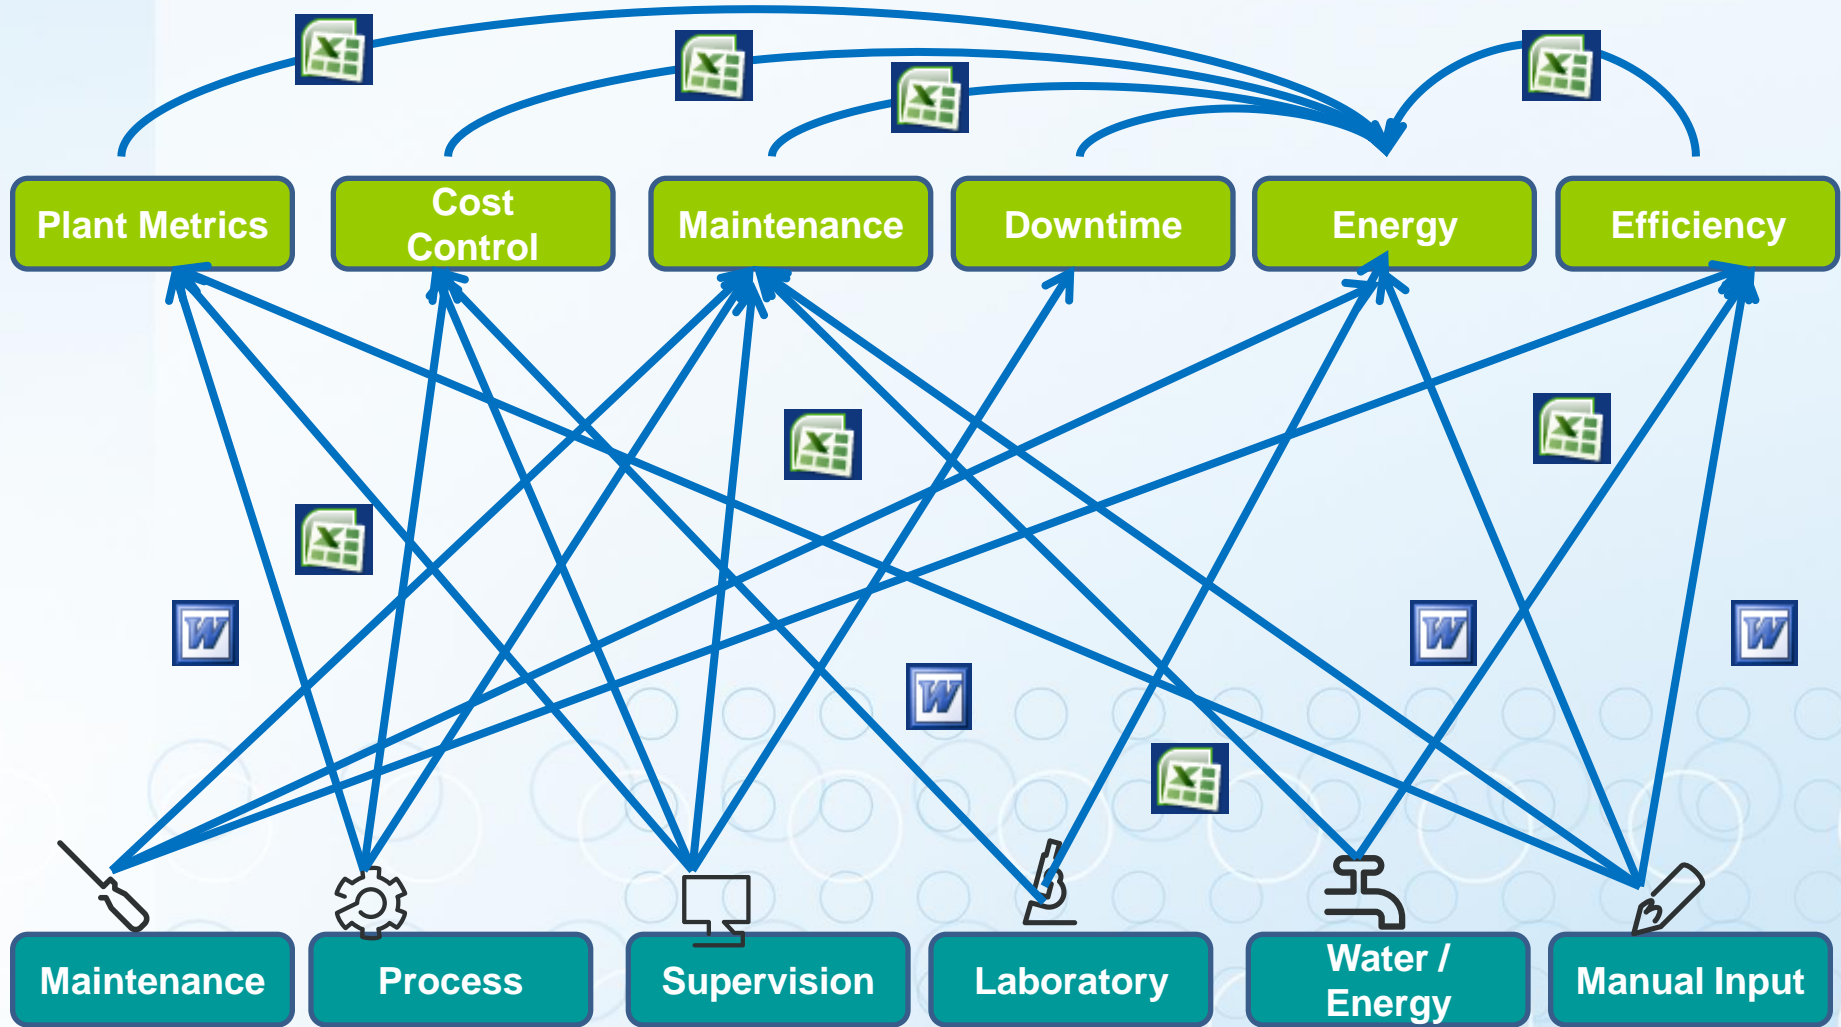 Plant Metrics
Cost
Control
Maintenance
Downtime
Energy
Efficiency
Maintenance
Process
Supervision
Laboratory
Water /
Energy
Manual Input